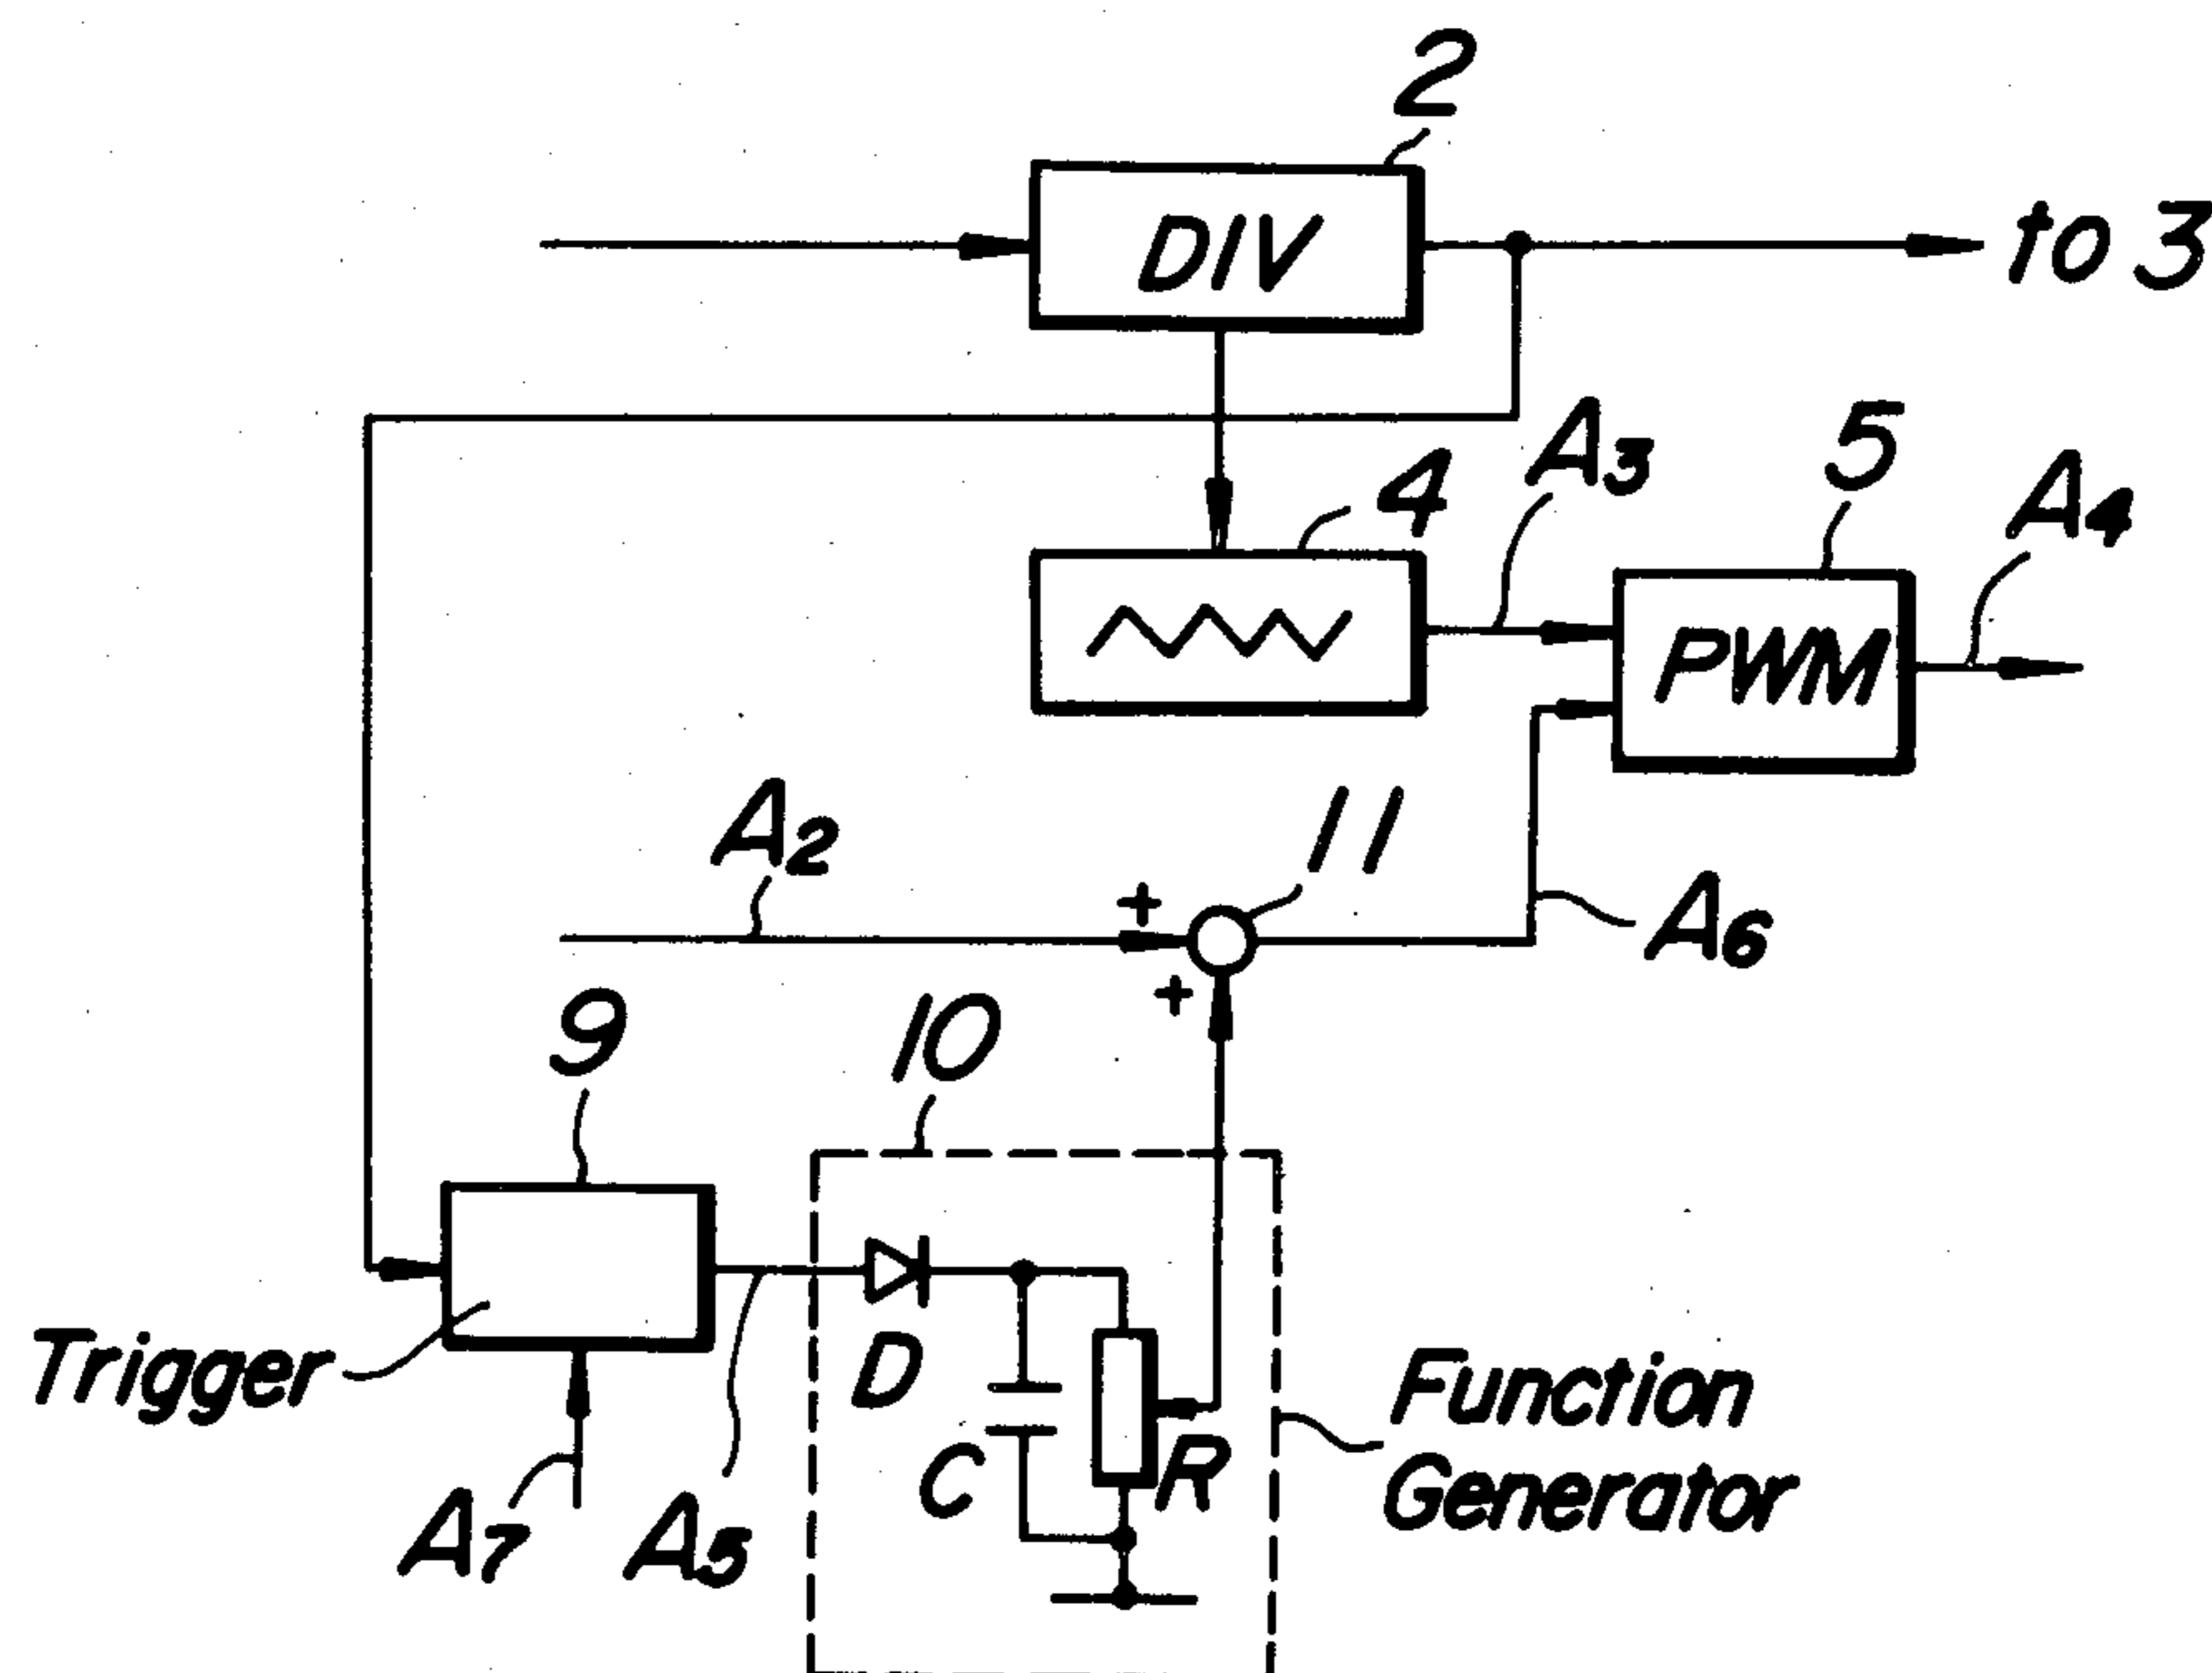 2
DIV
to 3
4
A3
5
A4
PWM
A2
11
+
+
A6
9
10
Trigger
D
C
R
Function
Generator
A7
A5